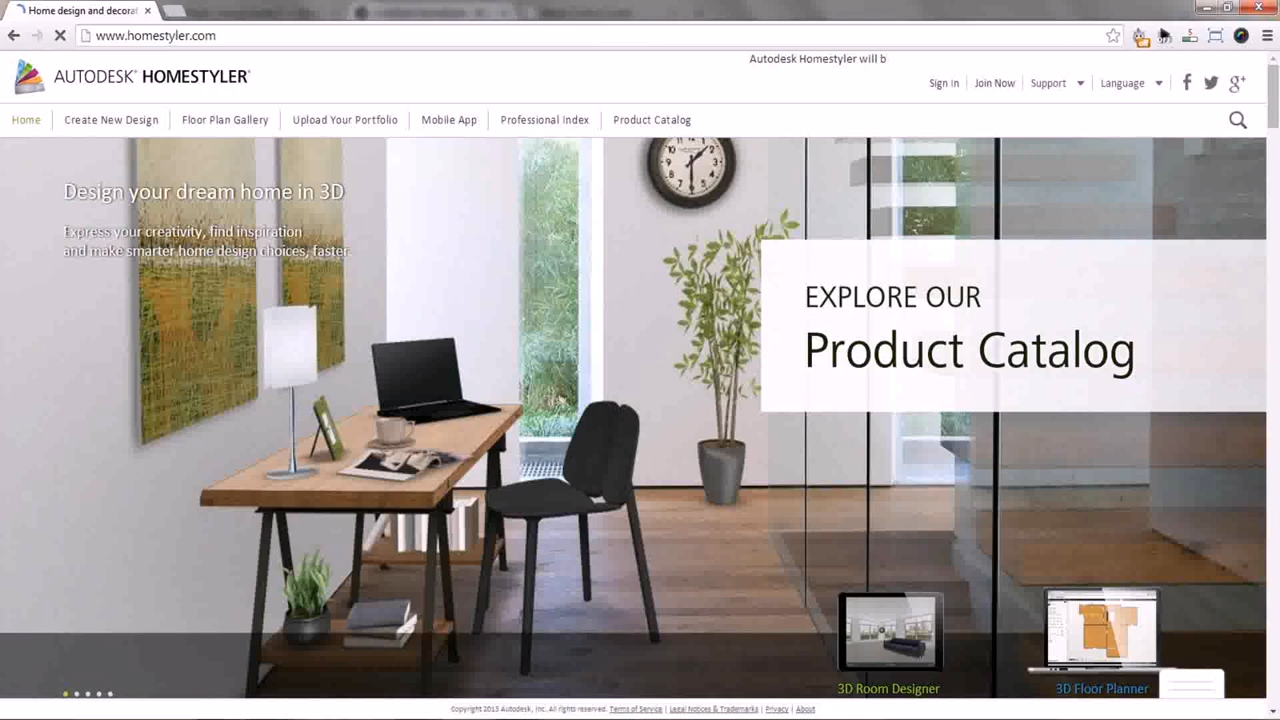 Home design and decorat
www.homestyler.com
Autodesk Homestyler will b
AUTODESK® HOMESTYLER®
Sign In
Join Now
Support
Language
Home
Create New Design
Floor Plan Gallery
Upload Your Portfolio
Mobile App
Professional Index
Product Catalog
Design your dream home in 3D
Express your creativity, find inspiration
and make smarter home design choices, faster.
EXPLORE OUR
Product Catalog
3D Room Designer
3D Floor Planner
Copyright 2013 Autodesk, Inc. All rights reserved. Terms of Service | Legal Notices & Trademarks | Privacy | About